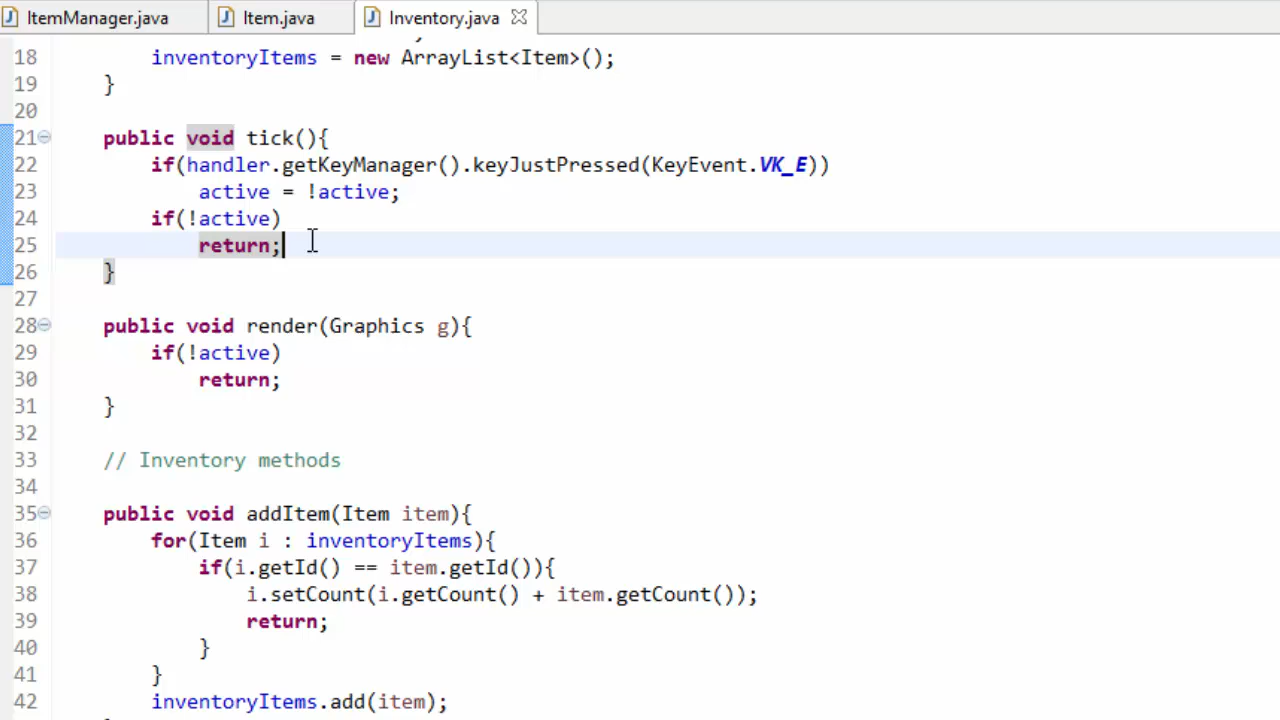 ItemManager.java Item.java Inventory.java
18 inventoryItems = new ArrayList<Item>();
19 }
20
21 public void tick(){
22 if(handler.getKeyManager().keyJustPressed(KeyEvent.VK_E))
23 active = !active;
24 if(!active)
25 return;
26 }
27
28 public void render(Graphics g){
29 if(!active)
30 return;
31 }
32
33 // Inventory methods
34
35 public void addItem(Item item){
36 for(Item i : inventoryItems){
37 if(i.getId() == item.getId()){
38 i.setCount(i.getCount() + item.getCount());
39 return;
40 }
41 }
42 inventoryItems.add(item);